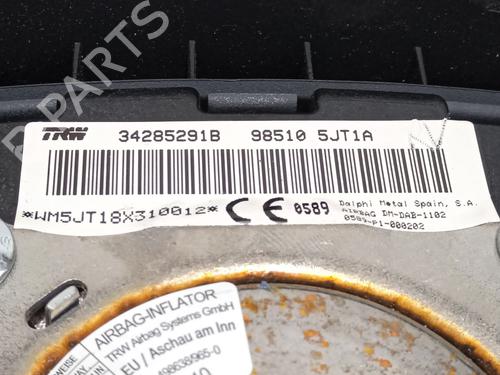 PARTS
TRW 34285291B 98510 5JT1A
*WM5JT18X310012* CE 0589 Dalphi Metal Spain, S.A.
AIRBAG DM-DAB-1102
0589-P1-000202
AIRBAG-INFLATOR
TRW Airbag Systems GmbH
EU / Aschau am Inn